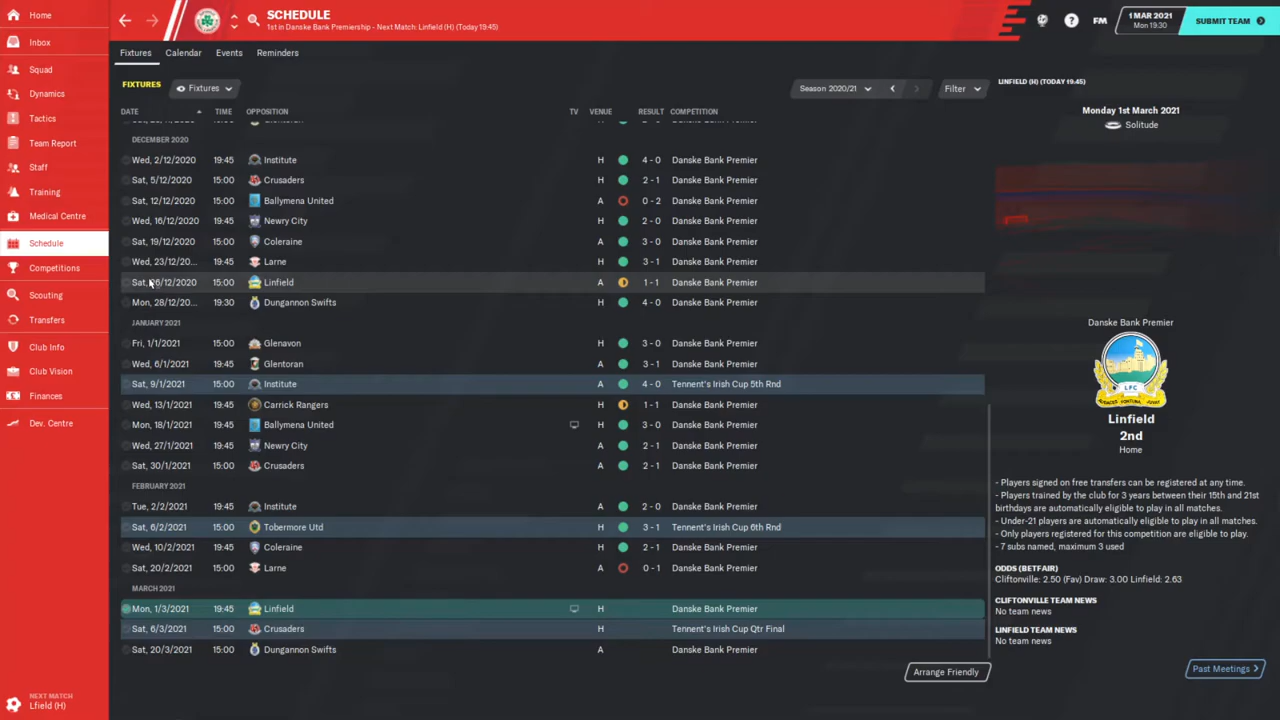 Home
Inbox
Squad
Dynamics
Tactics
Team Report
Staff
Training
Medical Centre
Schedule
Competitions
Scouting
Transfers
Club Info
Club Vision
Finances
Dev. Centre
NEXT MATCH
Lfield (H)
SCHEDULE
1st in Danske Bank Premiership - Next Match: Linfield (H) (Today 19:45)
? FM 1 MAR 2021 Mon 19:30 SUBMIT TEAM
Fixtures Calendar Events Reminders
FIXTURES Fixtures Season 2020/21 Filter
DATE TIME OPPOSITION TV VENUE RESULT COMPETITION
DECEMBER 2020
Wed, 2/12/2020 19:45 Institute H 4 - 0 Danske Bank Premier
Sat, 5/12/2020 15:00 Crusaders H 2 - 1 Danske Bank Premier
Sat, 12/12/2020 15:00 Ballymena United A 0 - 2 Danske Bank Premier
Wed, 16/12/2020 19:45 Newry City H 2 - 0 Danske Bank Premier
Sat, 19/12/2020 15:00 Coleraine A 3 - 0 Danske Bank Premier
Wed, 23/12/20... 19:45 Larne H 3 - 1 Danske Bank Premier
Sat, 26/12/2020 15:00 Linfield A 1 - 1 Danske Bank Premier
Mon, 28/12/20... 19:30 Dungannon Swifts H 4 - 0 Danske Bank Premier
JANUARY 2021
Fri, 1/1/2021 15:00 Glenavon H 3 - 0 Danske Bank Premier
Wed, 6/1/2021 19:45 Glentoran A 3 - 1 Danske Bank Premier
Sat, 9/1/2021 15:00 Institute A 4 - 0 Tennent's Irish Cup 5th Rnd
Wed, 13/1/2021 19:45 Carrick Rangers H 1 - 1 Danske Bank Premier
Mon, 18/1/2021 19:45 Ballymena United H 3 - 0 Danske Bank Premier
Wed, 27/1/2021 19:45 Newry City A 2 - 1 Danske Bank Premier
Sat, 30/1/2021 15:00 Crusaders A 2 - 1 Danske Bank Premier
FEBRUARY 2021
Tue, 2/2/2021 19:45 Institute A 2 - 0 Danske Bank Premier
Sat, 6/2/2021 15:00 Tobermore Utd H 3 - 1 Tennent's Irish Cup 6th Rnd
Wed, 10/2/2021 19:45 Coleraine H 2 - 1 Danske Bank Premier
Sat, 20/2/2021 15:00 Larne A 0 - 1 Danske Bank Premier
MARCH 2021
Mon, 1/3/2021 19:45 Linfield H Danske Bank Premier
Sat, 6/3/2021 15:00 Crusaders H Tennent's Irish Cup Qtr Final
Sat, 20/3/2021 15:00 Dungannon Swifts A Danske Bank Premier
Arrange Friendly
LINFIELD (H) (TODAY 19:45)
Monday 1st March 2021
Solitude
Danske Bank Premier
LFC
Linfield
2nd
Home
- Players signed on free transfers can be registered at any time.
- Players trained by the club for 3 years between their 15th and 21st
birthdays are automatically eligible to play in all matches.
- Under-21 players are automatically eligible to play in all matches.
- Only players registered for this competition are eligible to play.
- 7 subs named, maximum 3 used
ODDS (BETFAIR)
Cliftonville: 2.50 (Fav) Draw: 3.00 Linfield: 2.63
CLIFTONVILLE TEAM NEWS
No team news
LINFIELD TEAM NEWS
No team news
Past Meetings